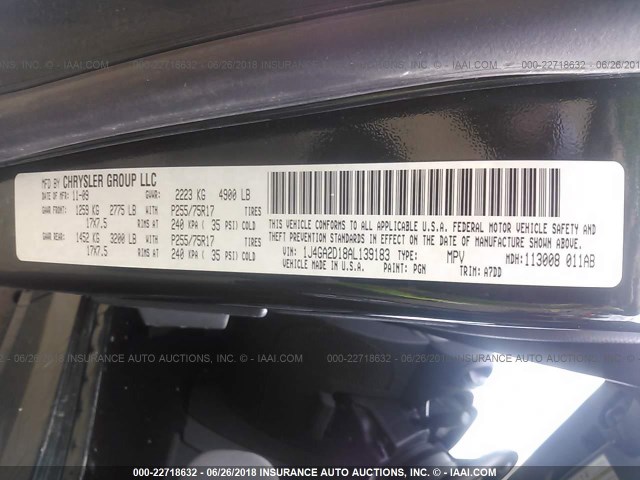 000-22718632 06/26/2018 INSURANCE AUTO AUCTIONS, INC. © - IAAI.COM
MFD BY CHRYSLER GROUP LLC
DATE OF MFR: 11-09 GVWR: 2223 KG 4900 LB
GAWR FRONT: 1259 KG 2775 LB WITH P255/75R17 TIRES
17X7.5 RIMS AT 240 KPA ( 35 PSI) COLD
GAWR REAR: 1452 KG 3200 LB WITH P255/75R17 TIRES
17X7.5 RIMS AT 240 KPA ( 35 PSI) COLD
THIS VEHICLE CONFORMS TO ALL APPLICABLE U.S.A. FEDERAL MOTOR VEHICLE SAFETY AND
THEFT PREVENTION STANDARDS IN EFFECT ON THE DATE OF MANUFACTURE SHOWN ABOVE.
VIN: 1J4GA2D18AL139183 TYPE: MPV MDH: 113008 011AB
VEHICLE MADE IN U.S.A. PAINT: PGN TRIM: A7DD
000-22718632 06/26/2018 INSURANCE AUTO AUCTIONS, INC. © - IAAI.COM
000-22718632 06/26/2018 INSURANCE AUTO AUCTIONS, INC. © - IAAI.COM